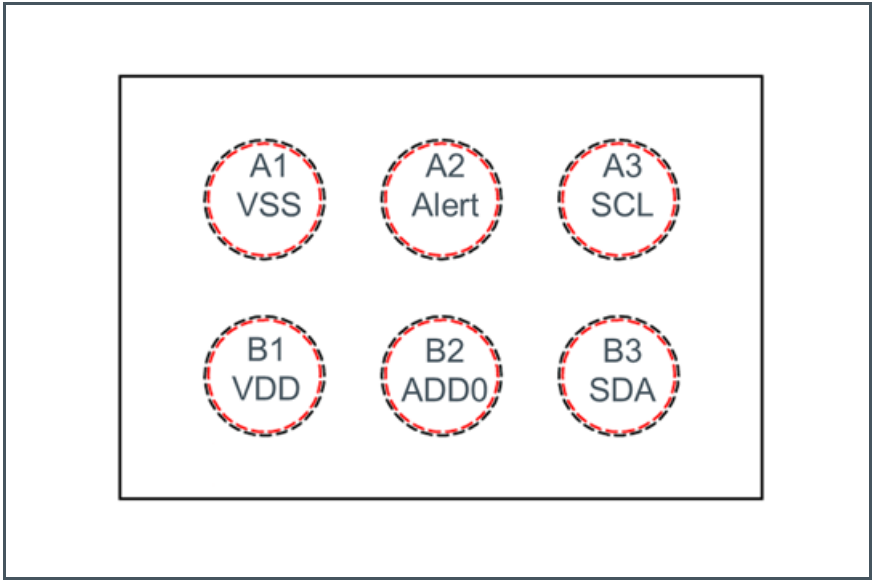 A1
VSS
A2
Alert
A3
SCL
B1
VDD
B2
ADD0
B3
SDA